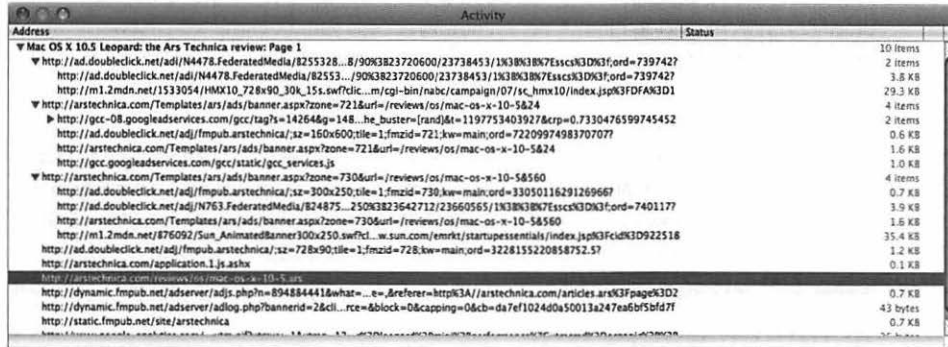 Activity
Address Status
Mac OS X 10.5 Leopard: the Ars Technica review: Page 1 10 items
http://ad.doubleclick.net/adi/N4478.FederatedMedia/8255328...8/90%3B23720600/23738453/1%3B%3B%7Esscs%3D%3f;ord=739742? 2 items
http://ad.doubleclick.net/adi/N4478.FederatedMedia/82553...8/90%3B23720600/23738453/1%3B%3B%7Esscs%3D%3f;ord=739742? 3.8 KB
http://m1.2mdn.net/1533054/HMX10_728x90_30k_15s.swf?clic...m/cgi-bin/nabc/campaign/07/sc_hmx10/index.jsp%3FDFA%3D1 29.3 KB
http://arstechnica.com/Templates/ars/ads/banner.aspx?zone=721&url=/reviews/os/mac-os-x-10-5&24 4 items
http://gcc-08.googleadservices.com/gcc/tag?s=14264&g=148...he_buster=[rand]&t=1197753403927&crp=0.7330476599745452 2 items
http://ad.doubleclick.net/adj/fmpub.arstechnica/;sz=160x600;tile=1;fmzid=721;kw=main;ord=722099749837070​7? 0.6 KB
http://arstechnica.com/Templates/ars/ads/banner.aspx?zone=721&url=/reviews/os/mac-os-x-10-5&24 1.6 KB
http://gcc.googleadservices.com/gcc/static/gcc_services.js 1.0 KB
http://arstechnica.com/Templates/ars/ads/banner.aspx?zone=730&url=/reviews/os/mac-os-x-10-5&560 4 items
http://ad.doubleclick.net/adj/fmpub.arstechnica/;sz=300x250;tile=1;fmzid=730;kw=main;ord=3305011629126966? 0.7 KB
http://ad.doubleclick.net/adj/N763.FederatedMedia/824875...250%3B23642712/23660565/1%3B%3B%7Esscs%3D%3f;ord=740117? 3.9 KB
http://arstechnica.com/Templates/ars/ads/banner.aspx?zone=730&url=/reviews/os/mac-os-x-10-5&560 1.6 KB
http://m1.2mdn.net/876092/Sun_AnimatedBanner300x250.swf?cl...w.sun.com/emrkt/startupessentials/index.jsp%3Fcid%3D922518 35.4 KB
http://ad.doubleclick.net/adj/fmpub.arstechnica/;sz=728x90;tile=1;fmzid=728;kw=main;ord=3228155220858752.5? 1.2 KB
http://arstechnica.com/application.1.js.ashx 0.1 KB
http://arstechnica.com/reviews/os/mac-os-x-10-5.ars
http://dynamic.fmpub.net/adserver/adjs.php?n=894884441&what=...e=,&referer=http%3A//arstechnica.com/articles.ars%3Fpage%3D2 0.7 KB
http://dynamic.fmpub.net/adserver/adlog.php?bannerid=2&cli...rce=&block=0&capping=0&cb=da7ef1024d0a50013a247ea6bf5bfd7f 43 bytes
http://static.fmpub.net/site/arstechnica 0.7 KB